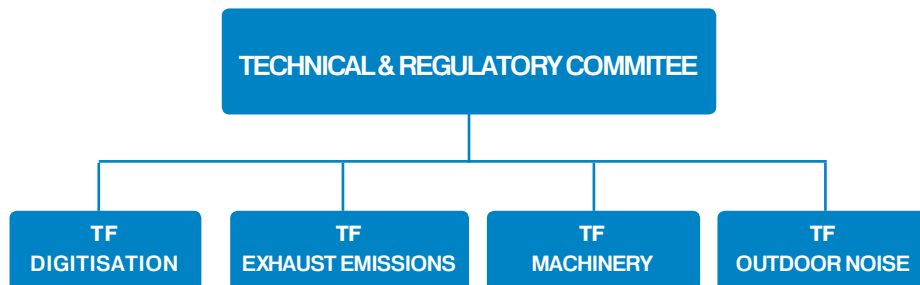 TECHNICAL & REGULATORY COMMITEE
TF
DIGITISATION
TF
EXHAUST EMISSIONS
TF
MACHINERY
TF
OUTDOOR NOISE